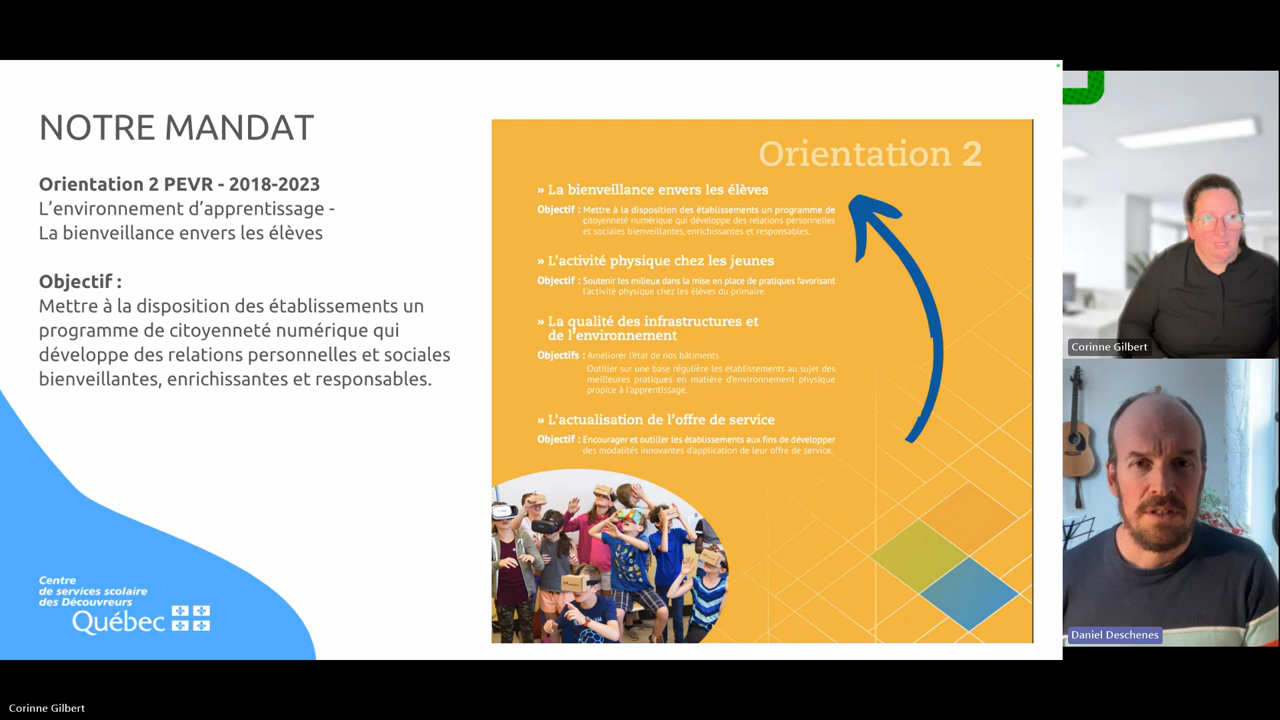 NOTRE MANDAT
Orientation 2 PEVR - 2018-2023
L'environnement d'apprentissage -
La bienveillance envers les élèves
Objectif :
Mettre à la disposition des établissements un
programme de citoyenneté numérique qui
développe des relations personnelles et sociales
bienveillantes, enrichissantes et responsables.
Centre
de services scolaire
des Découvreurs
Québec
Orientation 2
» La bienveillance envers les élèves
Objectif : Mettre à la disposition des établissements un programme de
citoyenneté numérique qui développe des relations personnelles
et sociales bienveillantes, enrichissantes et responsables.
» L'activité physique chez les jeunes
Objectif : Soutenir les milieux dans la mise en place de pratiques favorisant
l'activité physique chez les élèves du primaire.
» La qualité des infrastructures et
de l'environnement
Objectifs : Améliorer l'état de nos bâtiments.
Outiller sur une base régulière les établissements au sujet des
meilleures pratiques en matière d'environnement physique
propice à l'apprentissage.
» L'actualisation de l'offre de service
Objectif : Encourager et outiller les établissements aux fins de développer
des modalités innovantes d'application de leur offre de service.
Corinne Gilbert
Daniel Deschenes
Corinne Gilbert